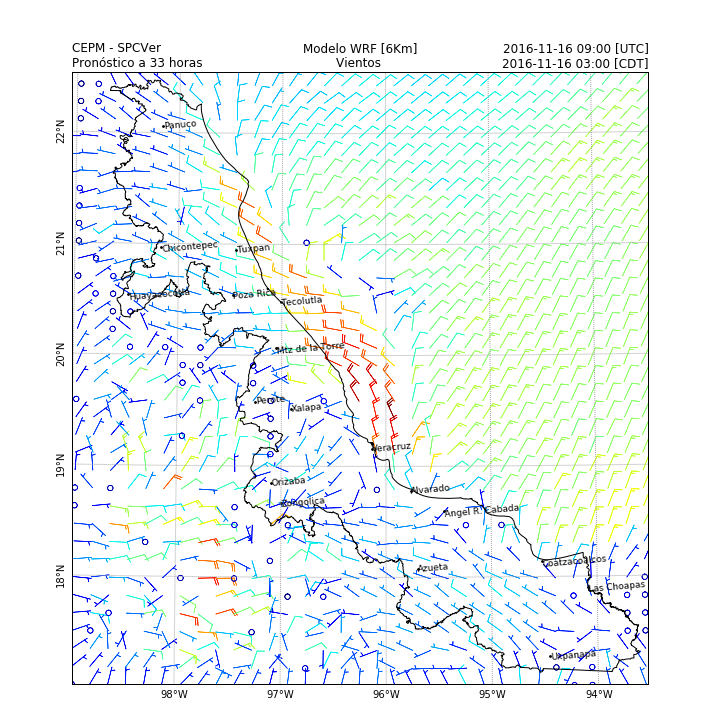 CEPM - SPCVer
Pronóstico a 33 horas
Modelo WRF [6Km]
Vientos
2016-11-16 09:00 [UTC]
2016-11-16 03:00 [CDT]
22°N
21°N
20°N
19°N
18°N
Panuco
Chicontepec
Tuxpan
Huayacocotla
Poza Rica
Tecolutla
Mtz de la Torre
Perote
Xalapa
Veracruz
Orizaba
Zongolica
Alvarado
Angel R. Cabada
Azueta
Coatzacoalcos
Las Choapas
Uxpanapa
98°W
97°W
96°W
95°W
94°W